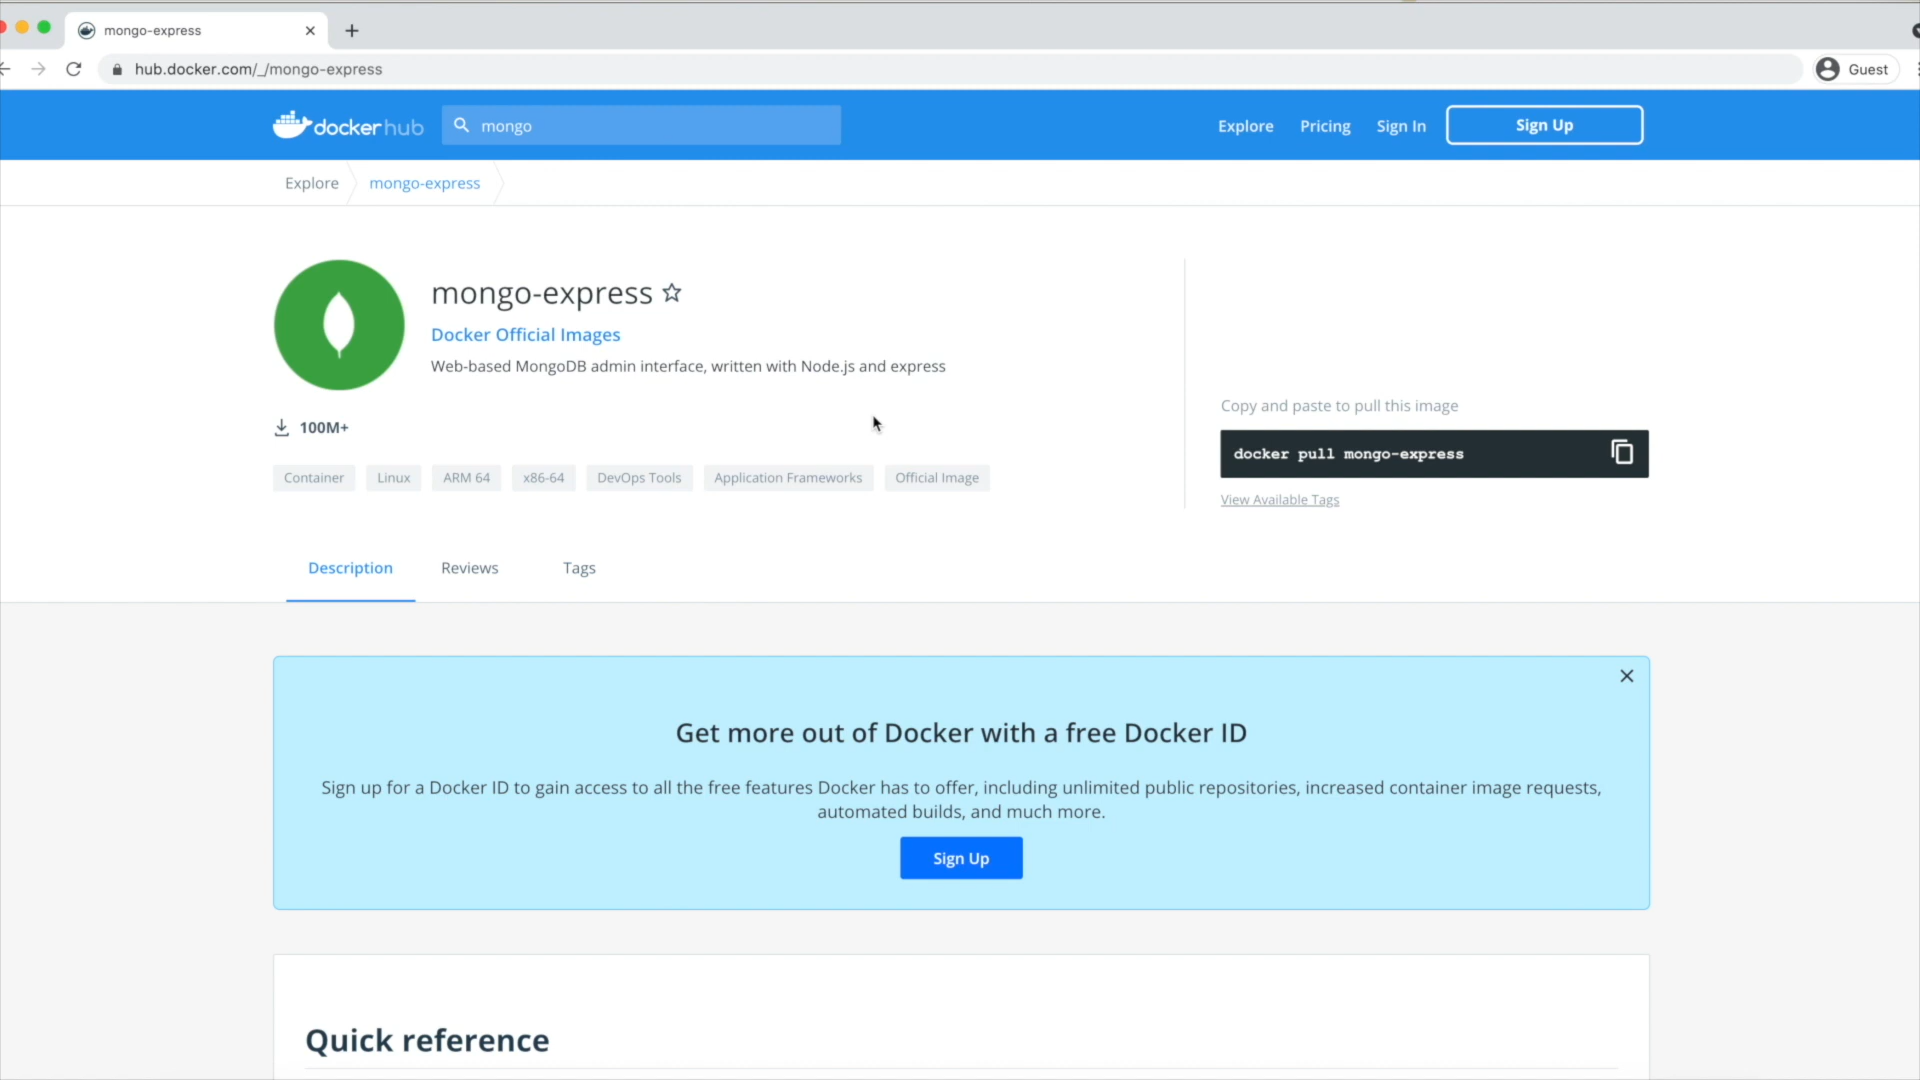 mongo-express
hub.docker.com/_/mongo-express
Guest
docker hub
mongo
Explore
Pricing
Sign In
Sign Up
Explore
mongo-express
mongo-express
Docker Official Images
Web-based MongoDB admin interface, written with Node.js and express
100M+
Container
Linux
ARM 64
x86-64
DevOps Tools
Application Frameworks
Official Image
Copy and paste to pull this image
docker pull mongo-express
View Available Tags
Description
Reviews
Tags
Get more out of Docker with a free Docker ID
Sign up for a Docker ID to gain access to all the free features Docker has to offer, including unlimited public repositories, increased container image requests,
automated builds, and much more.
Sign Up
Quick reference